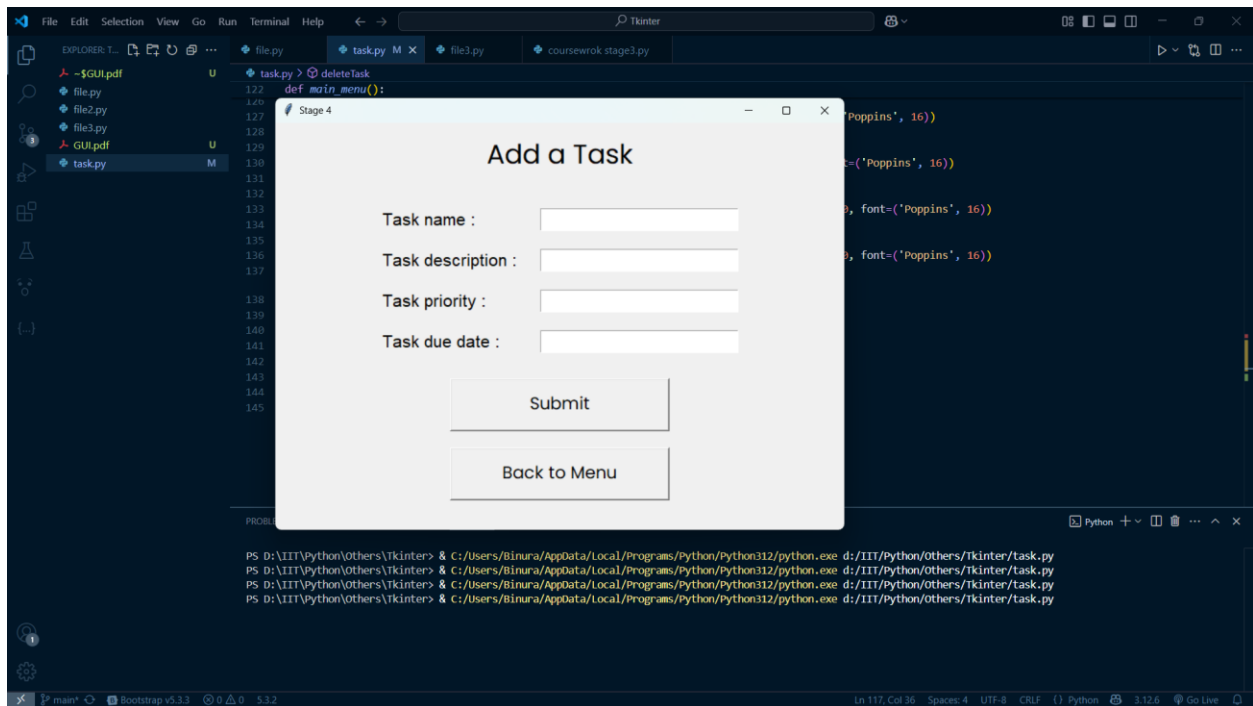 File Edit Selection View Go Run Terminal Help
Tkinter
EXPLORER: T...
~$GUI.pdf U
file.py
file2.py
file3.py
GUI.pdf U
task.py M
file.py
task.py M
file3.py
coursewrok stage3.py
task.py > deleteTask
122 def main_menu():
126
127 'Poppins', 16))
128
129
130 =('Poppins', 16))
131
132
133 , font=('Poppins', 16))
134
135
136 , font=('Poppins', 16))
137
138
139
140
141
142
143
144
145
Stage 4
Add a Task
Task name :
Task description :
Task priority :
Task due date :
Submit
Back to Menu
PROBL
Python
PS D:\IIT\Python\Others\Tkinter> & C:/Users/Binura/AppData/Local/Programs/Python/Python312/python.exe d:/IIT/Python/Others/Tkinter/task.py
PS D:\IIT\Python\Others\Tkinter> & C:/Users/Binura/AppData/Local/Programs/Python/Python312/python.exe d:/IIT/Python/Others/Tkinter/task.py
PS D:\IIT\Python\Others\Tkinter> & C:/Users/Binura/AppData/Local/Programs/Python/Python312/python.exe d:/IIT/Python/Others/Tkinter/task.py
PS D:\IIT\Python\Others\Tkinter> & C:/Users/Binura/AppData/Local/Programs/Python/Python312/python.exe d:/IIT/Python/Others/Tkinter/task.py
3
1
main* Bootstrap v5.3.3 0 0 5.3.2 Ln 117, Col 36 Spaces: 4 UTF-8 CRLF {} Python 3.12.6 Go Live